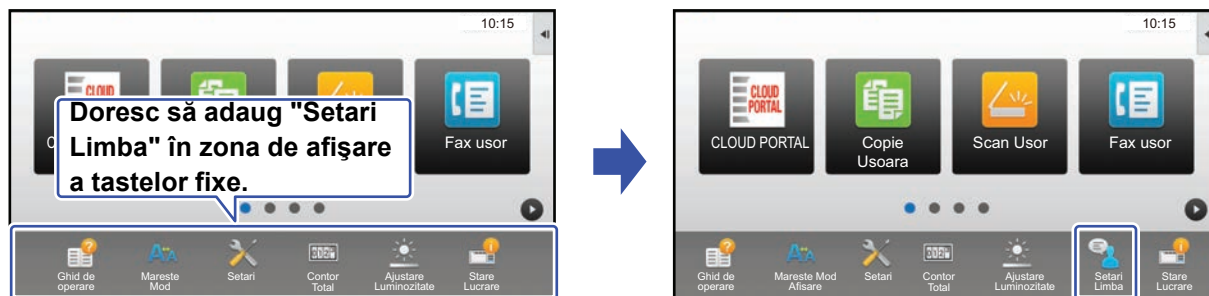 10:15
CLOUD
Doresc să adaug "Setari
Limba" în zona de afişare
a tastelor fixe.
C
Fax usor
Ghid de
operare
Mareste
Mod
Setari
Contor
Total
Ajustare
Luminozitate
Stare
Lucrare
10:15
CLOUD
PORTAL
CLOUD PORTAL
Copie
Usoara
Scan Usor
Fax usor
Ghid de
operare
Mareste Mod
Afisare
Setari
Contor
Total
Ajustare
Luminozitate
Setari
Limba
Stare
Lucrare